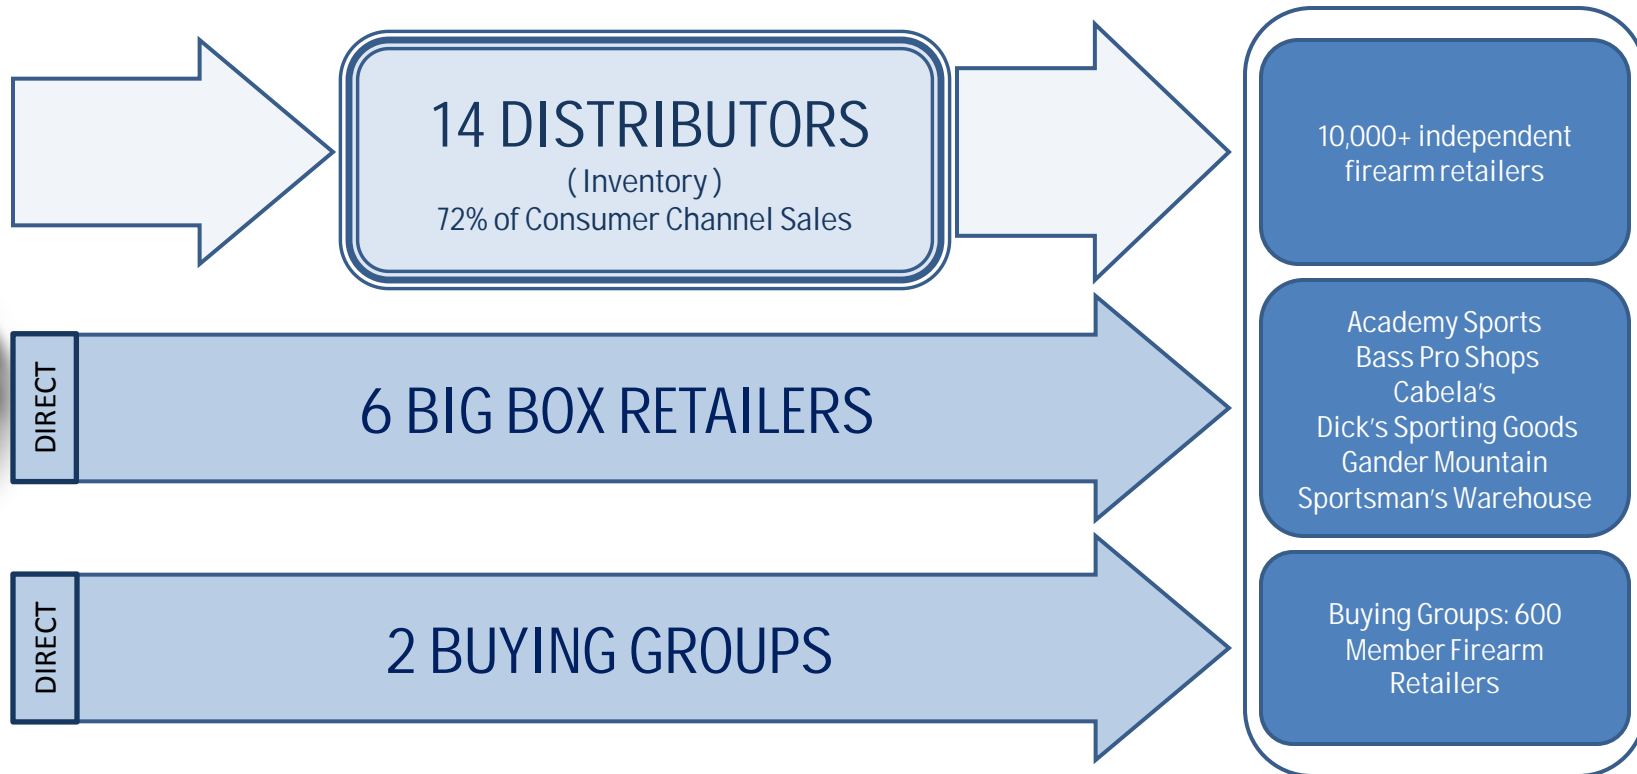 14 DISTRIBUTORS
( Inventory )
72% of Consumer Channel Sales
10,000+ independent
firearm retailers
DIRECT
6 BIG BOX RETAILERS
Academy Sports
Bass Pro Shops
Cabela's
Dick's Sporting Goods
Gander Mountain
Sportsman's Warehouse
DIRECT
2 BUYING GROUPS
Buying Groups: 600
Member Firearm
Retailers